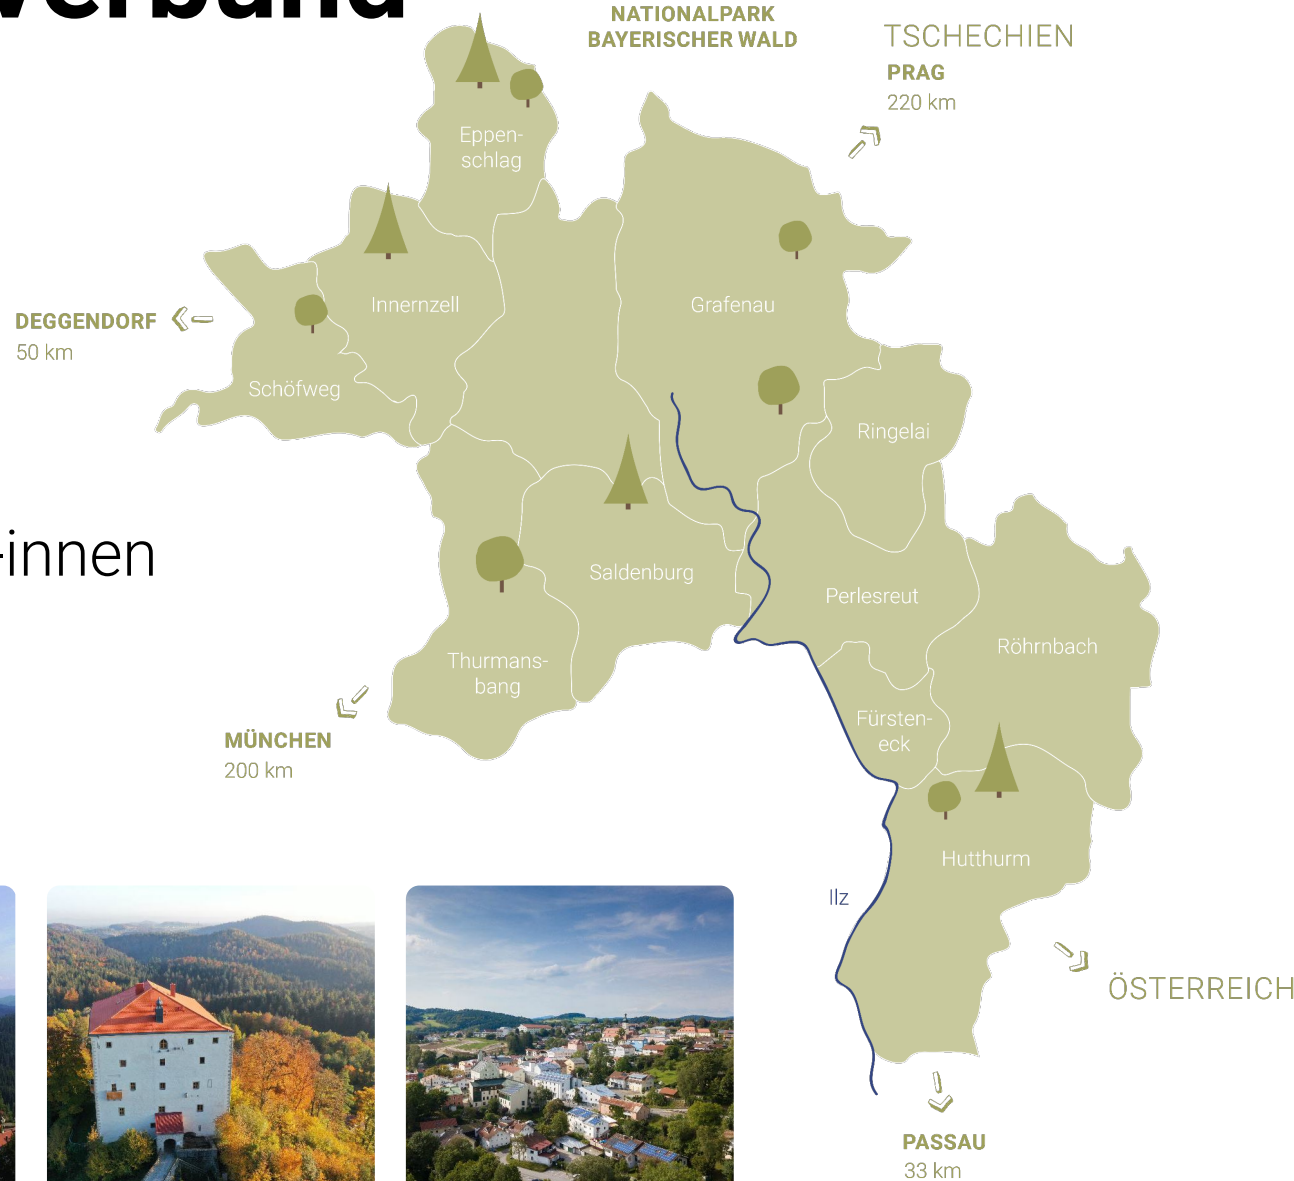 verband
NATIONALPARK
BAYERISCHER WALD
TSCHECHIEN
PRAG
220 km
Eppen-
schlag
Innernzell
Grafenau
DEGGENDORF
50 km
Schöfweg
Ringelai
-innen
Saldenburg
Perlesreut
Röhrnbach
Thurmans-
bang
Fürsten-
eck
MÜNCHEN
200 km
Hutthurm
Ilz
ÖSTERREICH
PASSAU
33 km